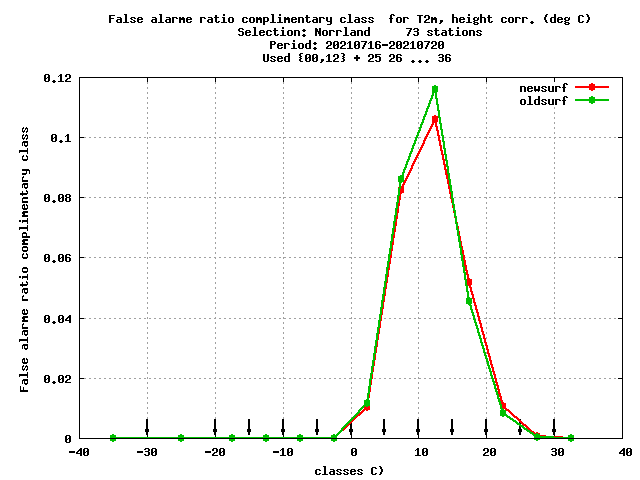 False alarme ratio complimentary class  for T2m, height corr. (deg C)
Selection: Norrland     73 stations
Period: 20210716-20210720
Used {00,12} + 25 26 ... 36
newsurf
oldsurf
False alarme ratio complimentary class
0.12
0.1
0.08
0.06
0.04
0.02
0
-40 -30 -20 -10 0 10 20 30 40
classes C)